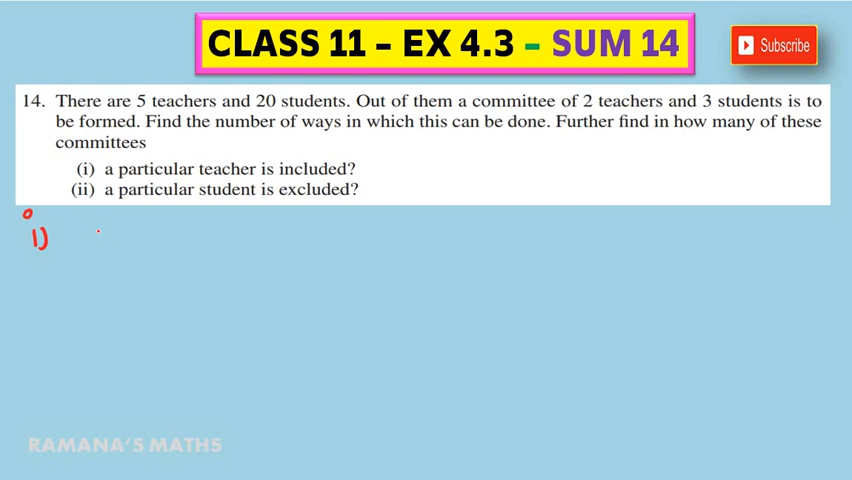 CLASS 11 – EX 4.3 – SUM 14
Subscribe
14. There are 5 teachers and 20 students. Out of them a committee of 2 teachers and 3 students is to
be formed. Find the number of ways in which this can be done. Further find in how many of these
committees
(i) a particular teacher is included?
(ii) a particular student is excluded?
i)
RAMANA'S MATHS